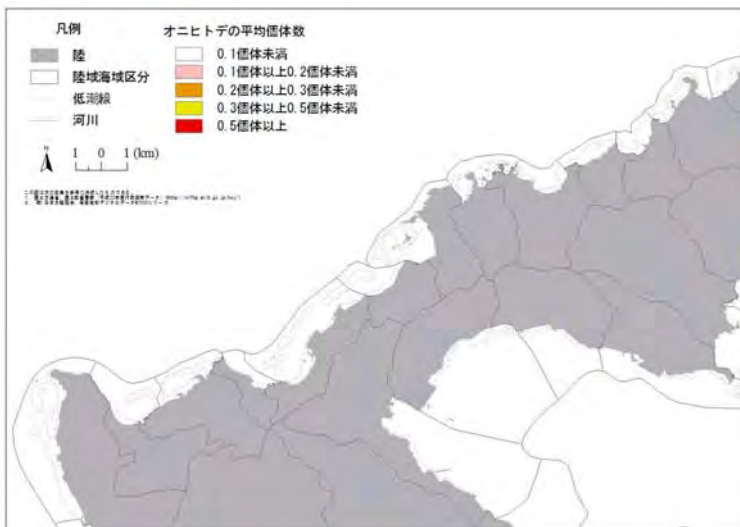 凡例
陸
陸域海域区分
低潮線
河川
N
1 0 1 (km)
オニヒトデの平均個体数
0.1個体未満
0.1個体以上0.2個体未満
0.2個体以上0.3個体未満
0.3個体以上0.5個体未満
0.5個体以上